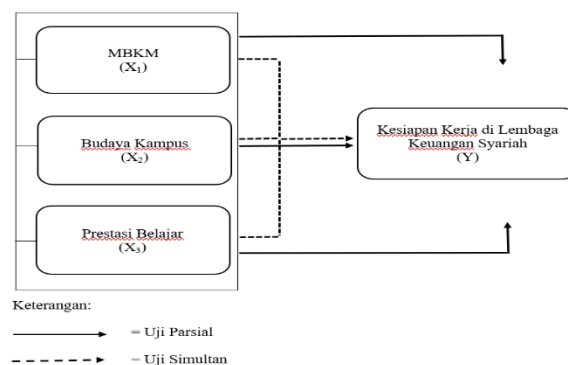 MBKM
(X₁)
Budaya Kampus
(X₂)
Prestasi Belajar
(X₃)
Kesiapan Kerja di Lembaga
Keuangan Syariah
(Y)
Keterangan:
= Uji Parsial
= Uji Simultan